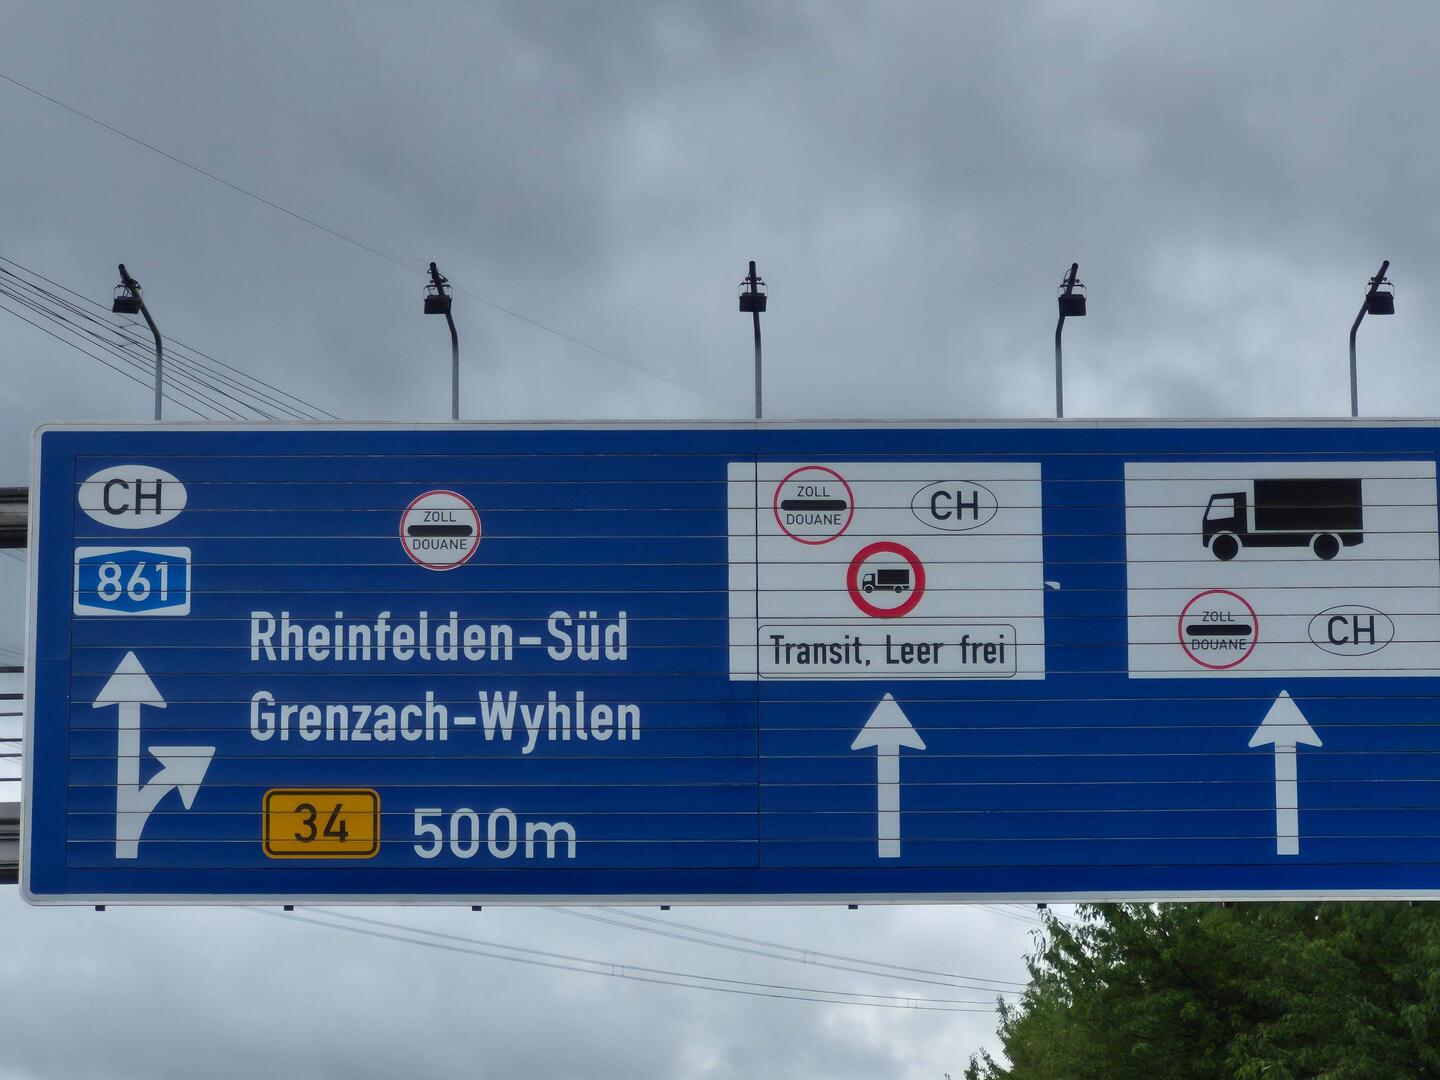 CH
861
ZOLL
DOUANE
Rheinfelden-Süd
Grenzach-Wyhlen
34 500m
ZOLL
DOUANE
CH
Transit, Leer frei
ZOLL
DOUANE
CH